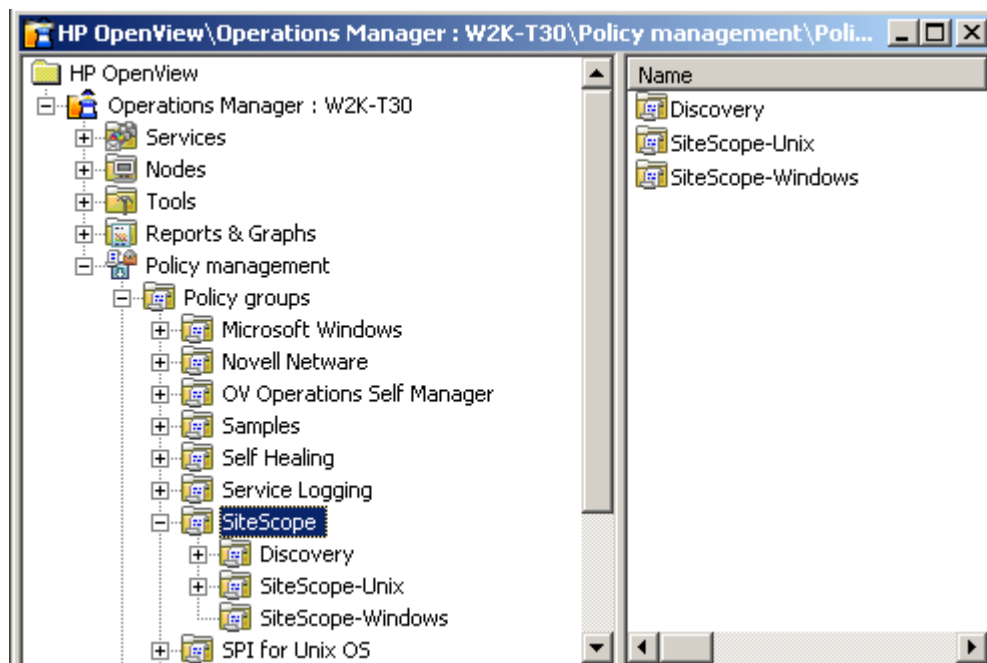 HP OpenView\Operations Manager : W2K-T30\Policy management\Poli...
HP OpenView
Operations Manager : W2K-T30
Services
Nodes
Tools
Reports & Graphs
Policy management
Policy groups
Microsoft Windows
Novell Netware
OV Operations Self Manager
Samples
Self Healing
Service Logging
SiteScope
Discovery
SiteScope-Unix
SiteScope-Windows
SPI for Unix OS
Name
Discovery
SiteScope-Unix
SiteScope-Windows